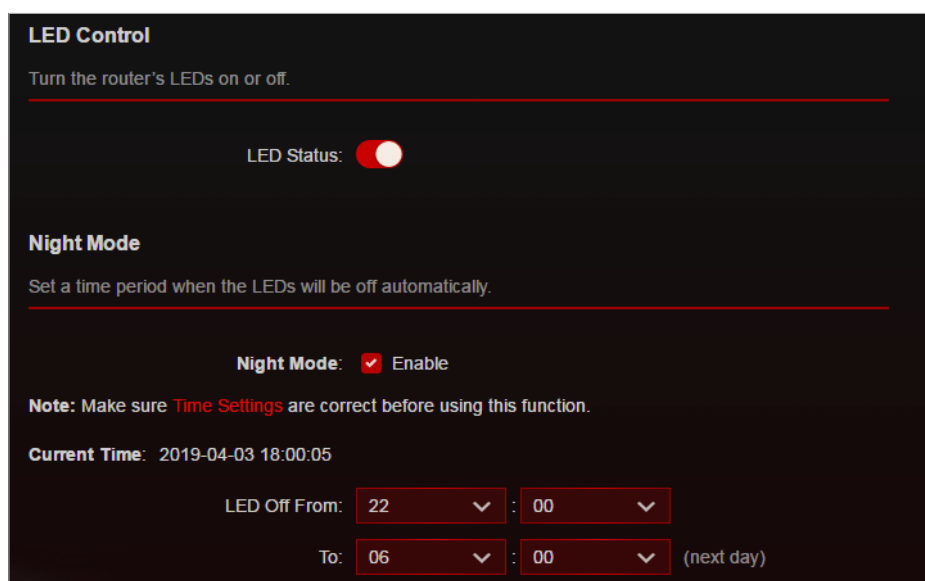 LED Control
Turn the router's LEDs on or off.
LED Status:
Night Mode
Set a time period when the LEDs will be off automatically.
Night Mode: Enable
Note: Make sure Time Settings are correct before using this function.
Current Time: 2019-04-03 18:00:05
LED Off From: 22 : 00
To: 06 : 00 (next day)